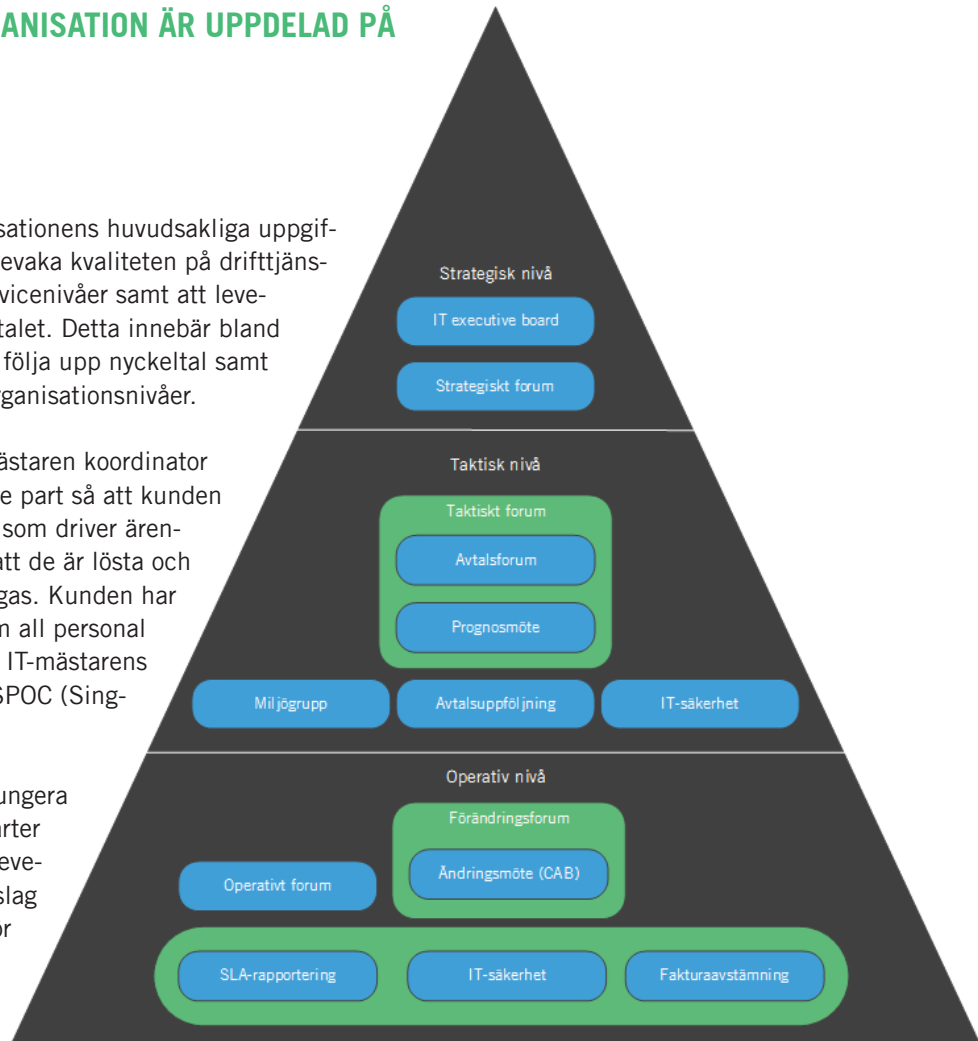 ANISATION ÄR UPPDELAD PÅ
sationens huvudsakliga uppgif-
evaka kvaliteten på drifttjäns-
vicenivåer samt att leve-
talet. Detta innebär bland
följa upp nyckeltal samt
rganisationsnivåer.
ästaren koordinator
e part så att kunden
som driver ären-
att de är lösta och
gas. Kunden har
m all personal
IT-mästarens
SPOC (Sing-
ungera
arter
eve-
slag
or
Strategisk nivå
IT executive board
Strategiskt forum
Taktisk nivå
Taktiskt forum
Avtalsforum
Prognosmöte
Miljögrupp
Avtalsuppföljning
IT-säkerhet
Operativ nivå
Förändringsforum
Ändringsmöte (CAB)
Operativt forum
SLA-rapportering
IT-säkerhet
Fakturaavstämning